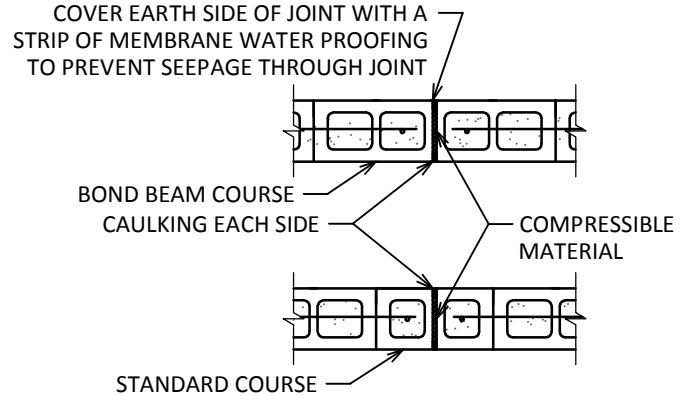 COVER EARTH SIDE OF JOINT WITH A
STRIP OF MEMBRANE WATER PROOFING
TO PREVENT SEEPAGE THROUGH JOINT
BOND BEAM COURSE
CAULKING EACH SIDE
COMPRESSIBLE
MATERIAL
STANDARD COURSE